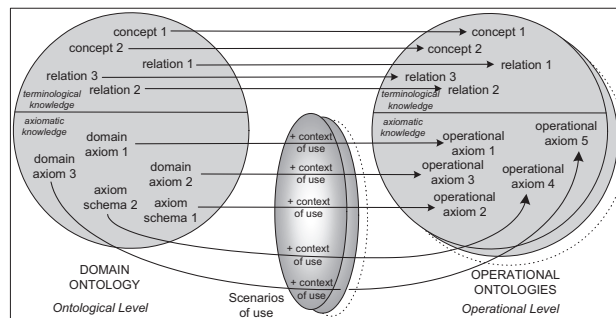 concept 1
concept 2
relation 1
relation 3
relation 2
terminological
knowledge
axiomatic
knowledge
domain
axiom 1
domain
axiom 3
domain
axiom 2
axiom
schema 2
axiom
schema 1
DOMAIN
ONTOLOGY
Ontological Level
+ context
of use
+ context
of use
+ context
of use
+ context
of use
+ context
of use
Scenarios
of use
concept 1
concept 2
relation 1
relation 3
relation 2
terminological
knowledge
axiomatic
knowledge
operational
axiom 5
operational
axiom 1
operational
axiom 3
operational
axiom 4
operational
axiom 2
OPERATIONAL
ONTOLOGIES
Operational Level